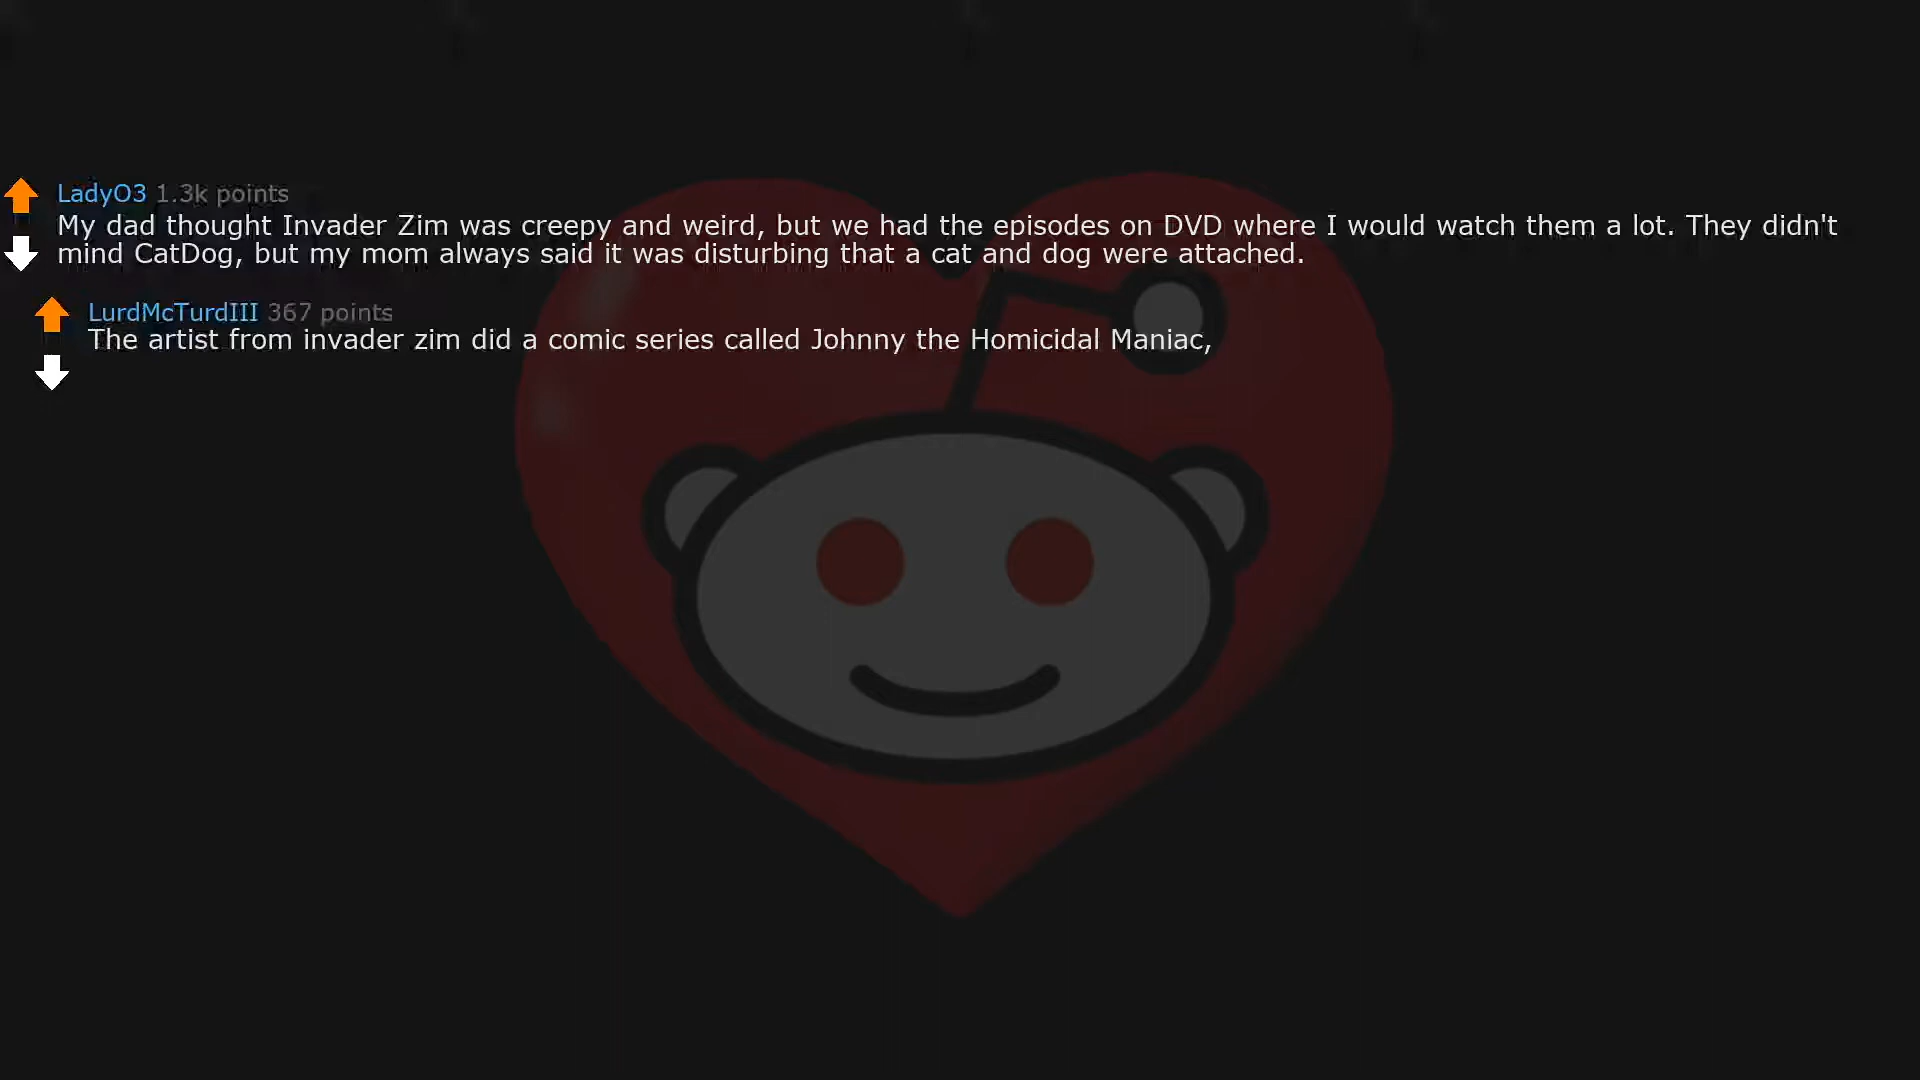 LadyO3 1.3k points
My dad thought Invader Zim was creepy and weird, but we had the episodes on DVD where I would watch them a lot. They didn't
mind CatDog, but my mom always said it was disturbing that a cat and dog were attached.
LurdMcTurdIII 367 points
The artist from invader zim did a comic series called Johnny the Homicidal Maniac,